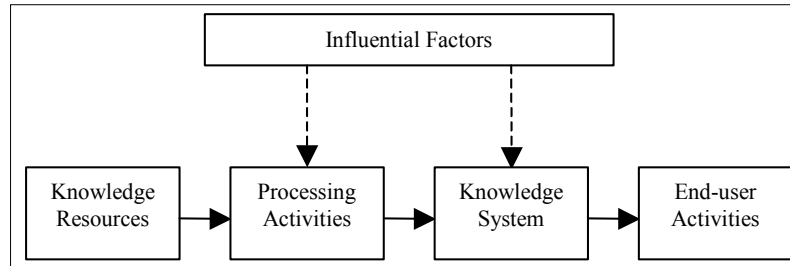 Influential Factors
Knowledge
Resources
Processing
Activities
Knowledge
System
End-user
Activities